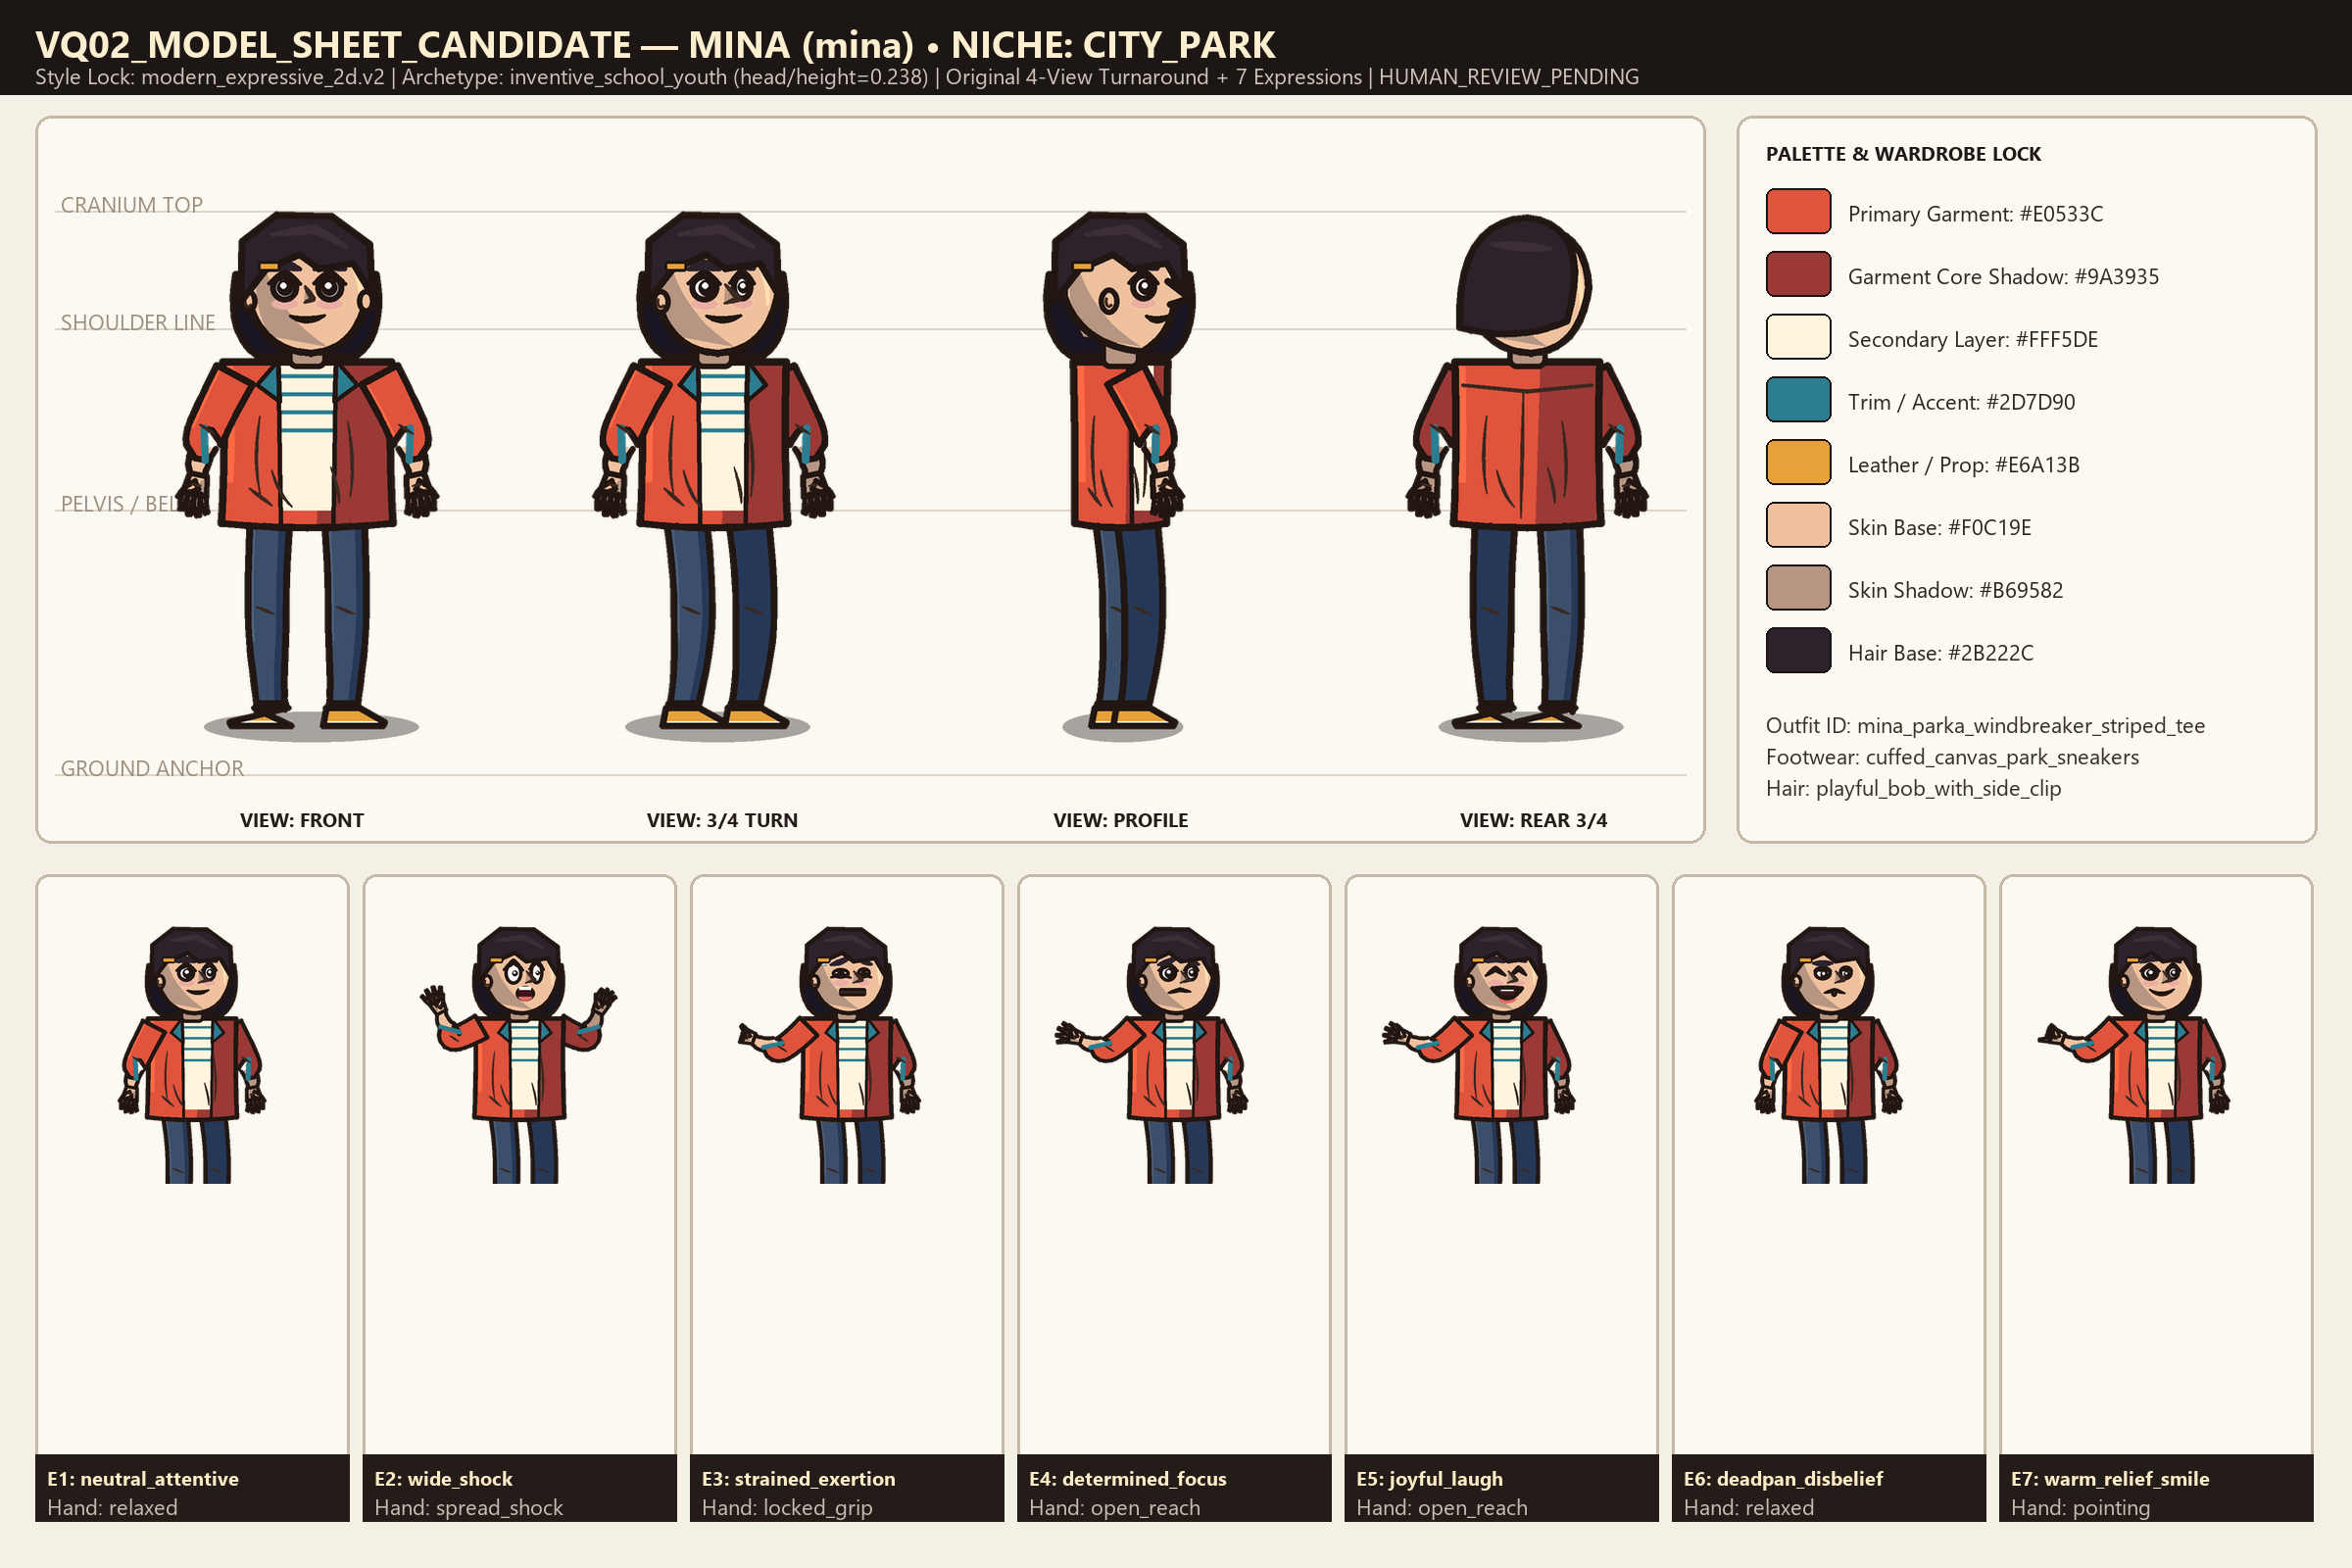 VQ02_MODEL_SHEET_CANDIDATE — MINA (mina) • NICHE: CITY_PARK
Style Lock: modern_expressive_2d.v2 | Archetype: inventive_school_youth (head/height=0.238) | Original 4-View Turnaround + 7 Expressions | HUMAN_REVIEW_PENDING
CRANIUM TOP
SHOULDER LINE
PELVIS / BEL
GROUND ANCHOR
VIEW: FRONT
VIEW: 3/4 TURN
VIEW: PROFILE
VIEW: REAR 3/4
PALETTE & WARDROBE LOCK
Primary Garment: #E0533C
Garment Core Shadow: #9A3935
Secondary Layer: #FFF5DE
Trim / Accent: #2D7D90
Leather / Prop: #E6A13B
Skin Base: #F0C19E
Skin Shadow: #B69582
Hair Base: #2B222C
Outfit ID: mina_parka_windbreaker_striped_tee
Footwear: cuffed_canvas_park_sneakers
Hair: playful_bob_with_side_clip
E1: neutral_attentive
Hand: relaxed
E2: wide_shock
Hand: spread_shock
E3: strained_exertion
Hand: locked_grip
E4: determined_focus
Hand: open_reach
E5: joyful_laugh
Hand: open_reach
E6: deadpan_disbelief
Hand: relaxed
E7: warm_relief_smile
Hand: pointing